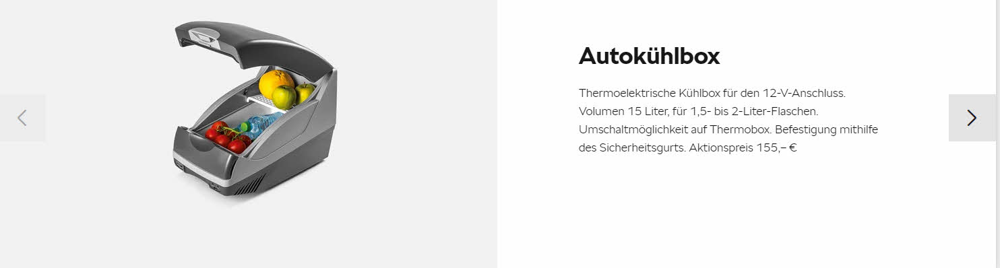 Autokühlbox
Thermoelektrische Kühlbox für den 12-V-Anschluss.
Volumen 15 Liter, für 1,5- bis 2-Liter-Flaschen.
Umschaltmöglichkeit auf Thermobox. Befestigung mithilfe
des Sicherheitsgurts. Aktionspreis 155,– €